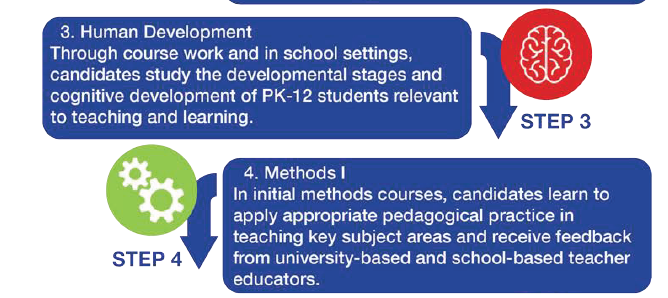 3. Human Development
Through course work and in school settings,
candidates study the developmental stages and
cognitive development of PK-12 students relevant
to teaching and learning.
STEP 3
4. Methods I
In initial methods courses, candidates learn to
apply appropriate pedagogical practice in
teaching key subject areas and receive feedback
from university-based and school-based teacher
educators.
STEP 4